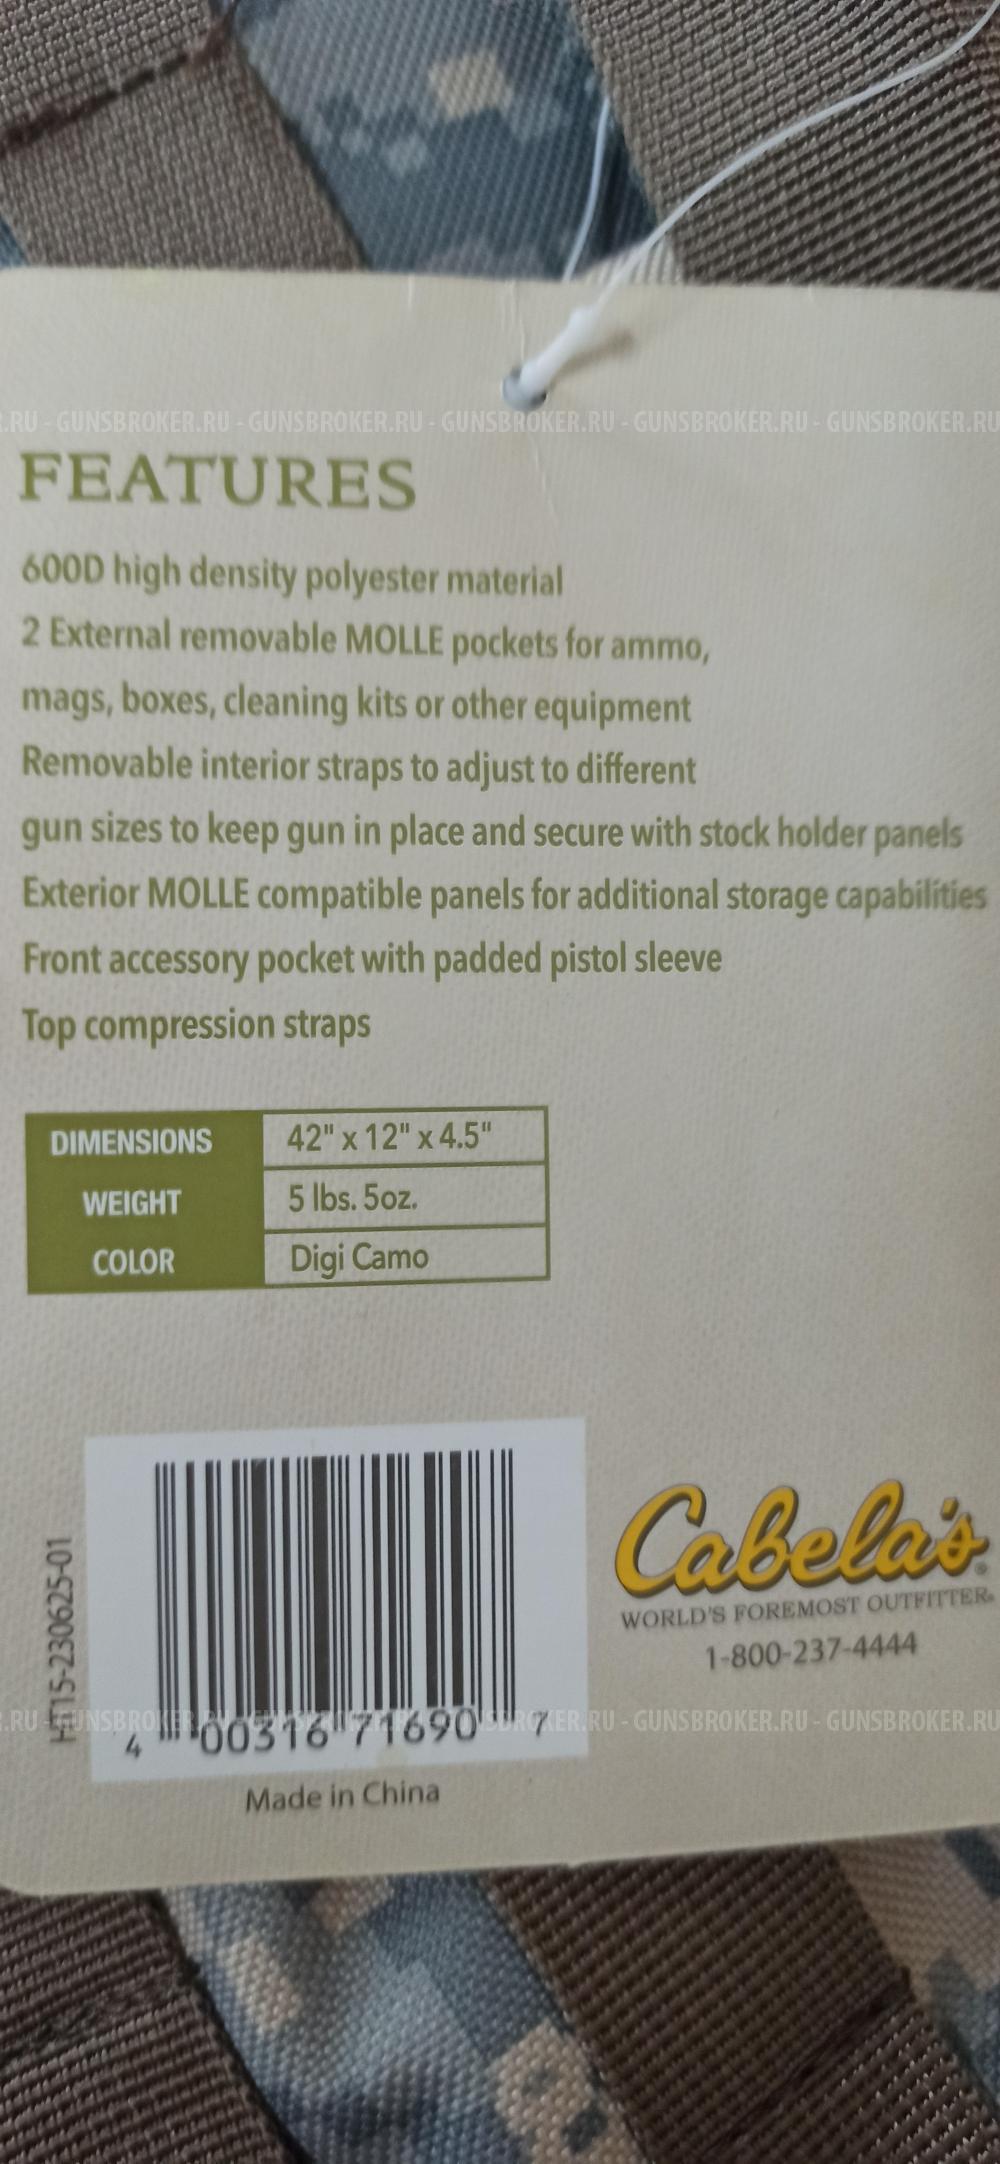 GUNSBROKER.RU - GUNSBROKER.RU - GUNSBROKER.RU - GUNSBROKER.RU - GUNSBROKER.RU
FEATURES
600D high density polyester material
2 External removable MOLLE pockets for ammo,
mags, boxes, cleaning kits or other equipment
Removable interior straps to adjust to different
gun sizes to keep gun in place and secure with stock holder panels
Exterior MOLLE compatible panels for additional storage capabilities
Front accessory pocket with padded pistol sleeve
Top compression straps
DIMENSIONS 42" x 12" x 4.5"
WEIGHT 5 lbs. 5oz.
COLOR Digi Camo
HT15-230625-01
Cabela's®
WORLD'S FOREMOST OUTFITTER®
1-800-237-4444
4 00316 71690 7
.RU - GUNSBROKER.RU - GUNSBROKER.RU
Made in China